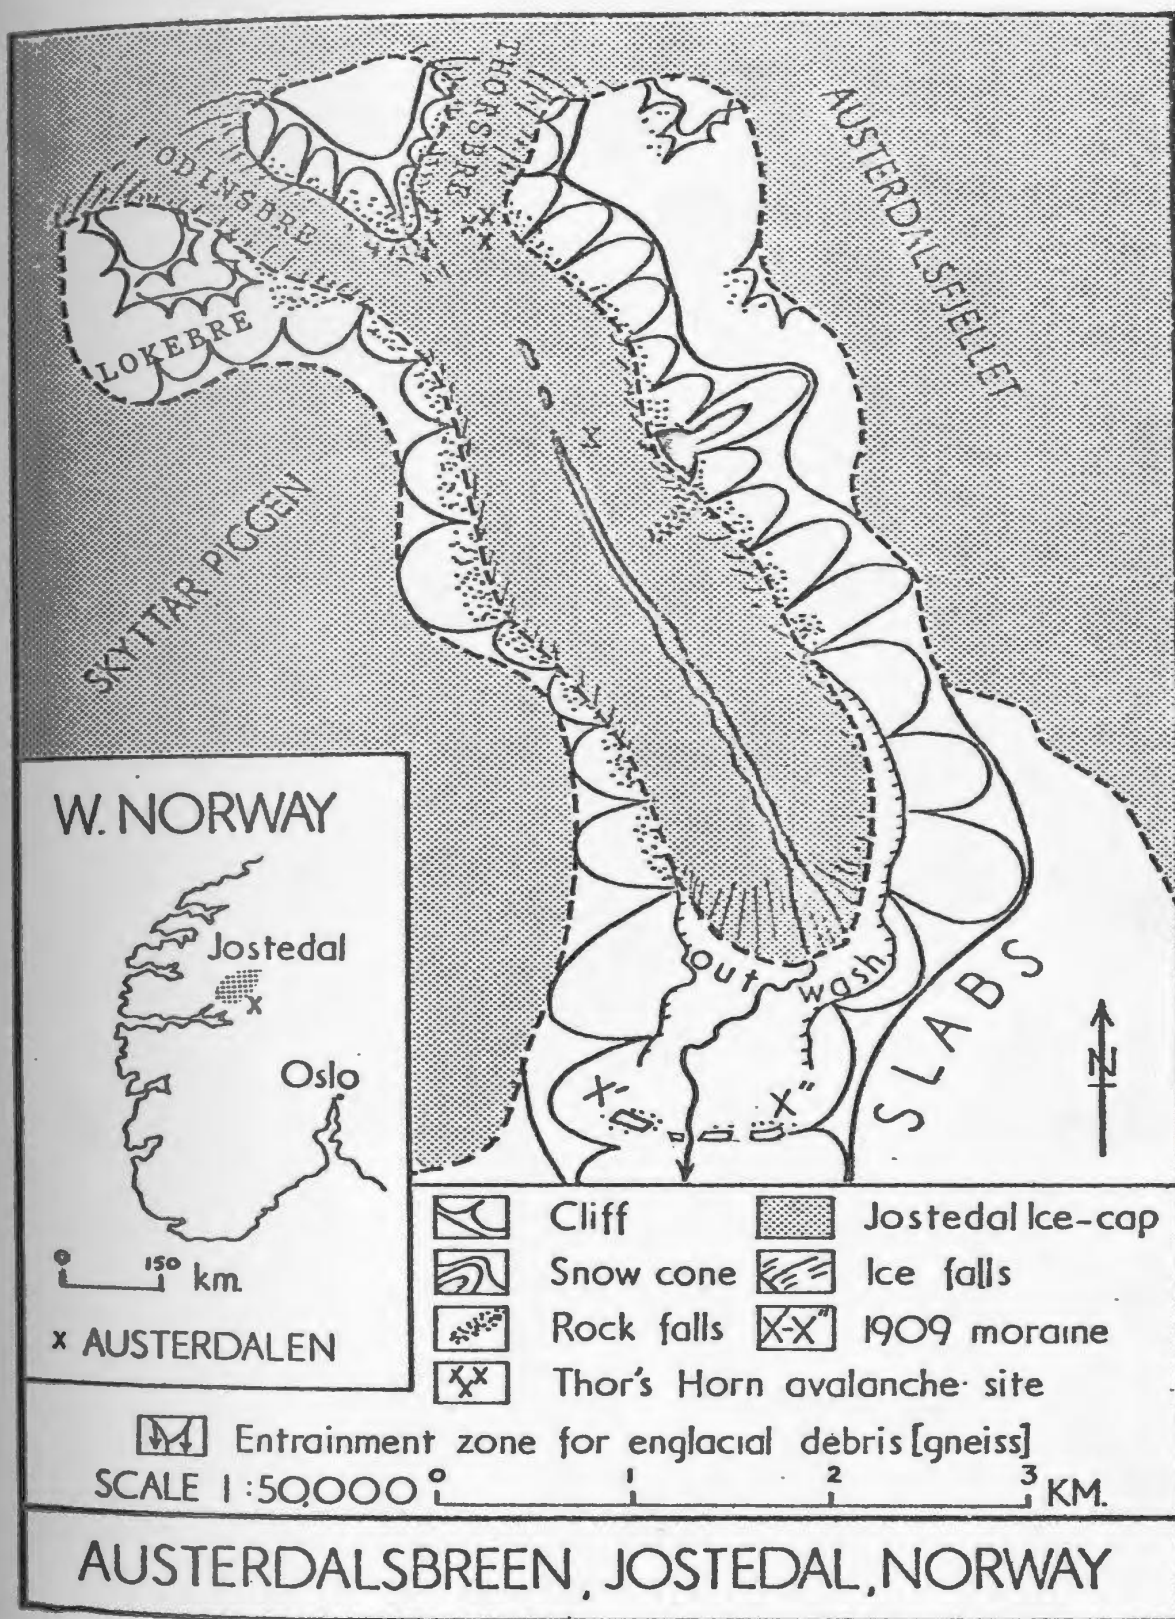 THORSBRE
ODINSBRE
LOKEBRE
AUSTERDALSFJELLET
SKYTTAR PIGGEN
X
W. NORWAY
Jostedal
x
Oslo
0 150 km.
x AUSTERDALEN
out wash
SLABS
N
X'- X"
Cliff
Jostedal Ice-cap
Snow cone
Ice falls
Rock falls
X'-X" 1909 moraine
XXX Thor's Horn avalanche site
Entrainment zone for englacial debris [gneiss]
SCALE 1:50,000 0 1 2 3 KM.
AUSTERDALSBREEN, JOSTEDAL, NORWAY